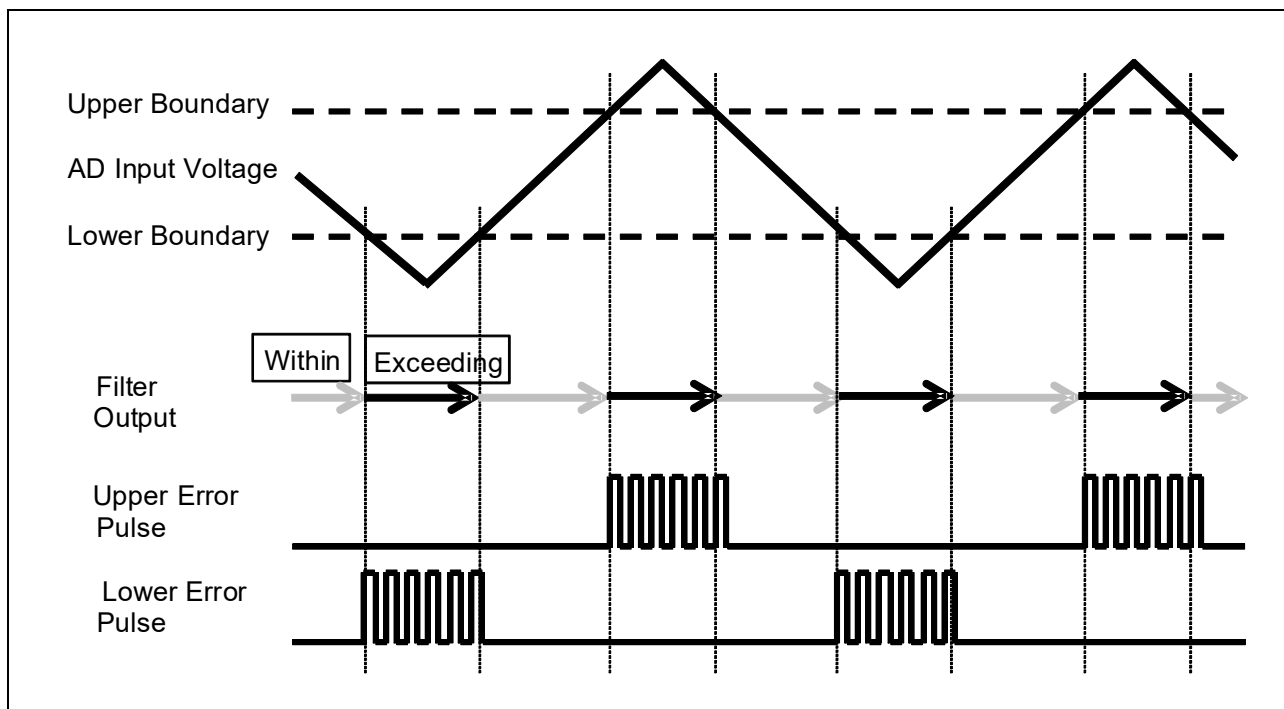 Upper Boundary
AD Input Voltage
Lower Boundary
Within
Exceeding
Filter
Output
Upper Error
Pulse
Lower Error
Pulse